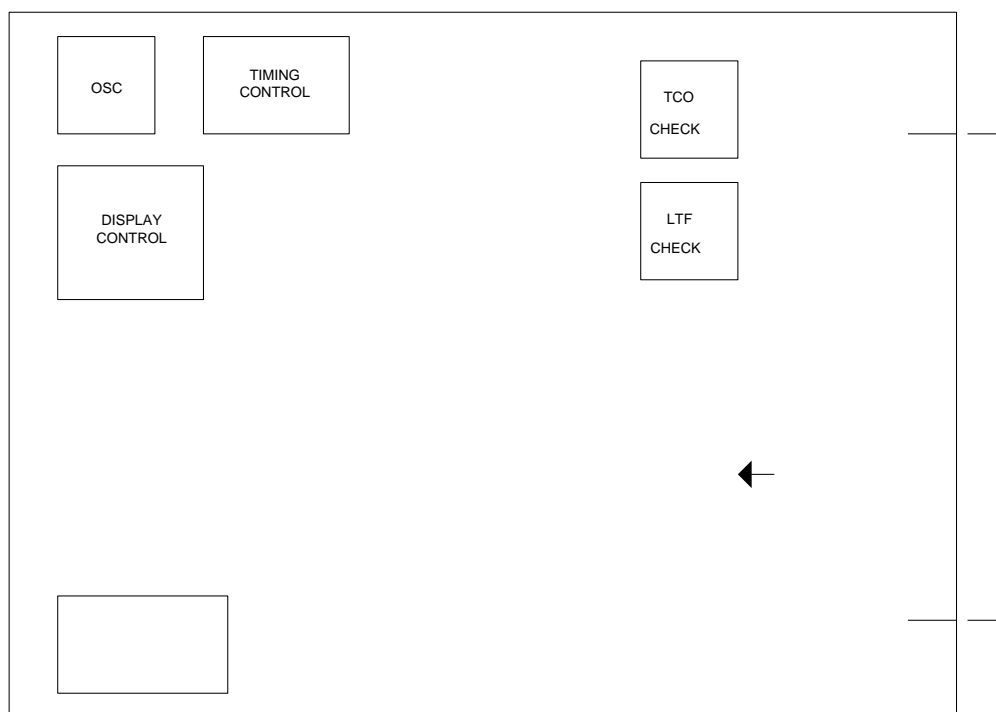 OSC
TIMING
CONTROL
TCO
CHECK
DISPLAY
CONTROL
LTF
CHECK